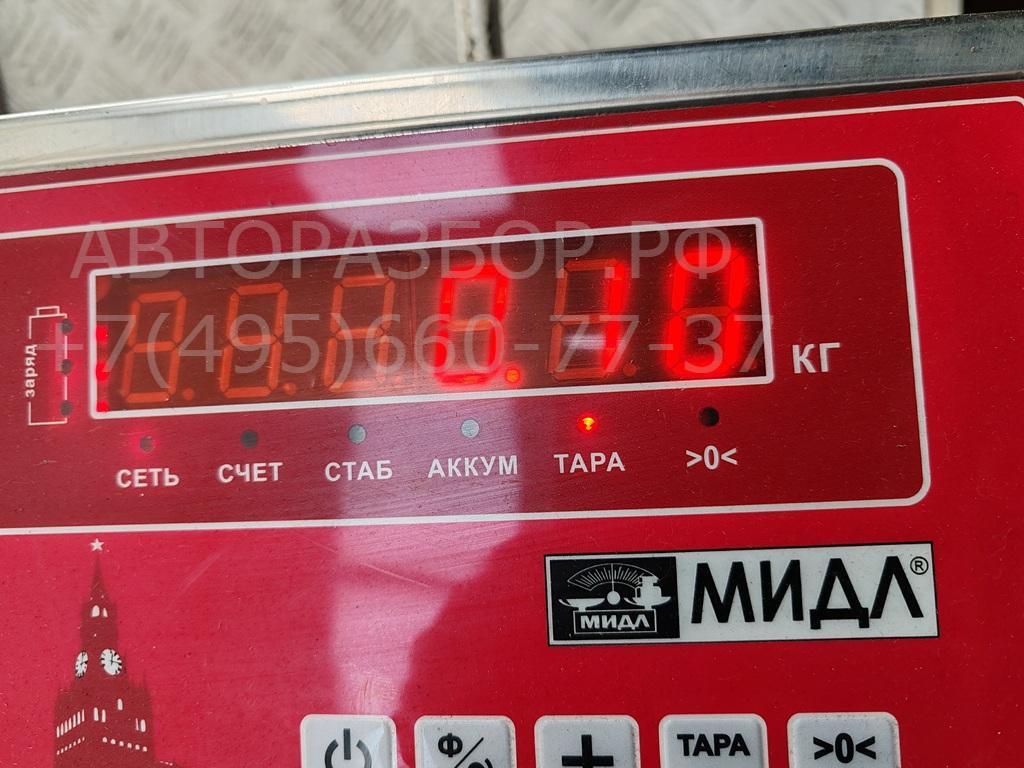 АВТОРАЗБОР.РФ
0.10
+7(495)660-77-37
КГ
заряд
СЕТЬ СЧЕТ СТАБ АККУМ ТАРА >0<
МИДЛ МИДЛ®
Ф/ + ТАРА >0<